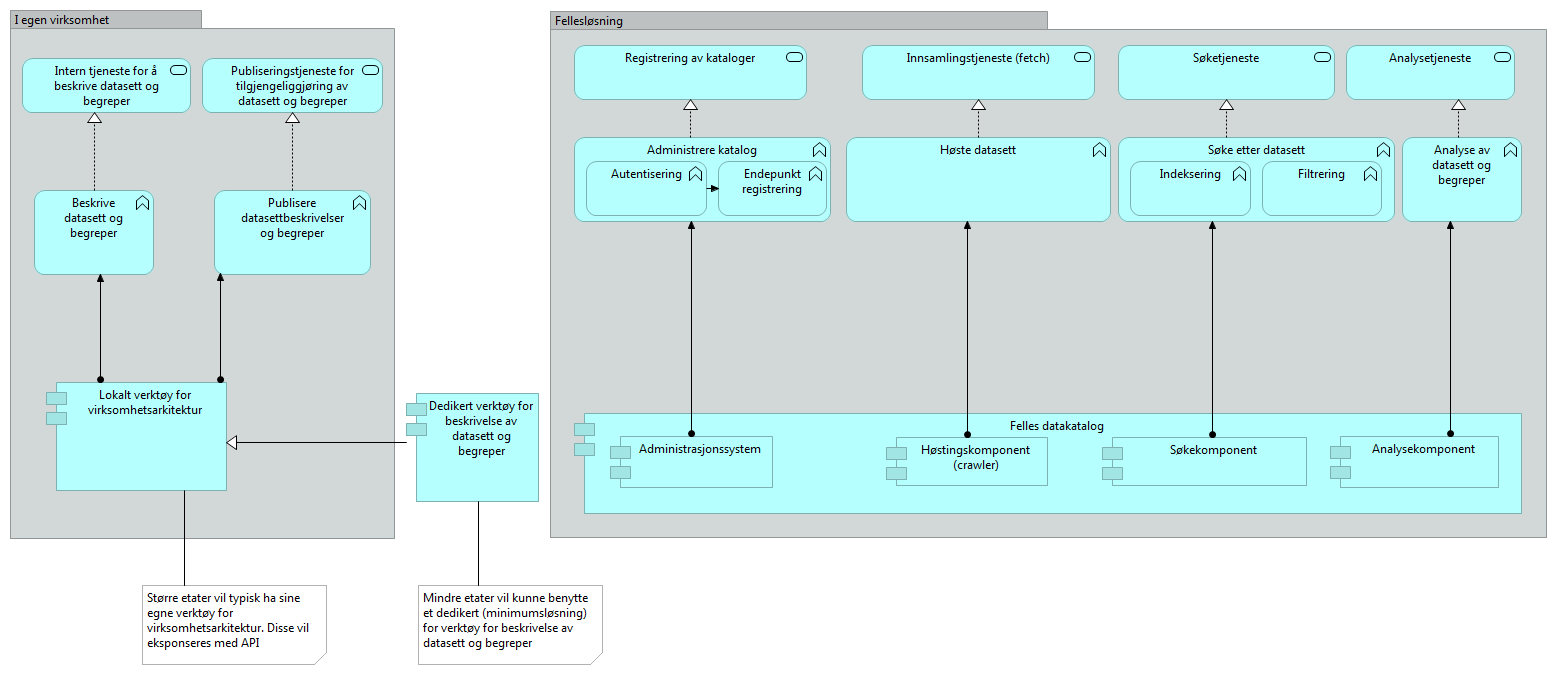 I egen virksomhet
Intern tjeneste for å
beskrive datasett og
begreper
Publiseringstjeneste for
tilgjengeliggjøring av
datasett og begreper
Beskrive
datasett og
begreper
Publisere
datasettbeskrivelser
og begreper
Lokalt verktøy for
virksomhetsarkitektur
Dedikert verktøy for
beskrivelse av
datasett og
begreper
Større etater vil typisk ha sine
egne verktøy for
virksomhetsarkitektur. Disse vil
eksponeres med API
Mindre etater vil kunne benytte
et dedikert (minimumsløsning)
for verktøy for beskrivelse av
datasett og begreper
Fellesløsning
Registrering av kataloger
Innsamlingstjeneste (fetch)
Søketjeneste
Analysetjeneste
Administrere katalog
Autentisering
Endepunkt
registrering
Høste datasett
Søke etter datasett
Indeksering
Filtrering
Analyse av
datasett og
begreper
Felles datakatalog
Administrasjonssystem
Høstingskomponent
(crawler)
Søkekomponent
Analysekomponent